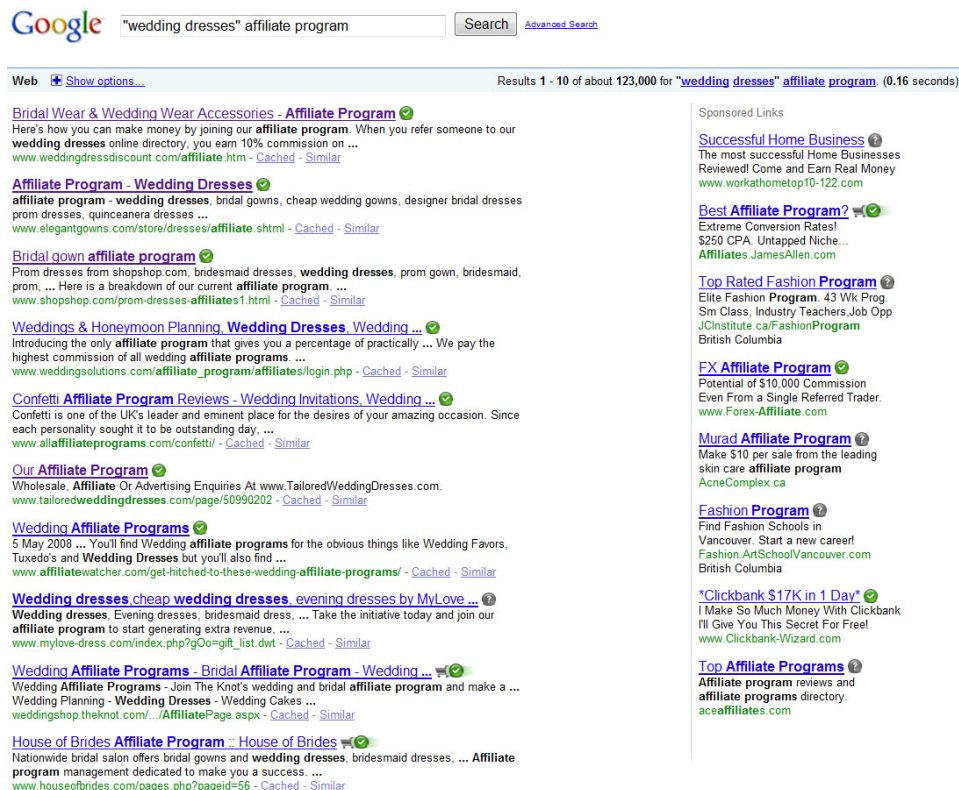 Google
"wedding dresses" affiliate program
Search
Advanced Search
Web Show options...
Results 1 - 10 of about 123,000 for "wedding dresses" affiliate program. (0.16 seconds)
Bridal Wear & Wedding Wear Accessories - Affiliate Program
Here's how you can make money by joining our affiliate program. When you refer someone to our
wedding dresses online directory, you earn 10% commission on ...
www.weddingdressdiscount.com/affiliate.htm - Cached - Similar
Affiliate Program - Wedding Dresses
affiliate program - wedding dresses, bridal gowns, cheap wedding gowns, designer bridal dresses
prom dresses, quinceanera dresses ...
www.elegantgowns.com/store/dresses/affiliate.shtml - Cached - Similar
Bridal gown affiliate program
Prom dresses from shopshop.com, bridesmaid dresses, wedding dresses, prom gown, bridesmaid,
prom, ... Here is a breakdown of our current affiliate program. ...
www.shopshop.com/prom-dresses-affiliates1.html - Cached - Similar
Weddings & Honeymoon Planning, Wedding Dresses, Wedding ...
Introducing the only affiliate program that gives you a percentage of practically ... We pay the
highest commission of all wedding affiliate programs. ...
www.weddingsolutions.com/affiliate_program/affiliates/login.php - Cached - Similar
Confetti Affiliate Program Reviews - Wedding Invitations, Wedding ...
Confetti is one of the UK's leader and eminent place for the desires of your amazing occasion. Since
each personality sought it to be outstanding day, ...
www.allaffiliateprograms.com/confetti/ - Cached - Similar
Our Affiliate Program
Wholesale, Affiliate Or Advertising Enquiries At www.TailoredWeddingDresses.com.
www.tailoredweddingdresses.com/page/50990202 - Cached - Similar
Wedding Affiliate Programs
5 May 2008 ... You'll find Wedding affiliate programs for the obvious things like Wedding Favors,
Tuxedo's and Wedding Dresses but you'll also find ...
www.affiliatewatcher.com/get-hitched-to-these-wedding-affiliate-programs/ - Cached - Similar
Wedding dresses,cheap wedding dresses, evening dresses by MyLove ...
Wedding dresses, Evening dresses, bridesmaid dress, ... Take the initiative today and join our
affiliate program to start generating extra revenue, ...
www.mylove-dress.com/index.php?gOo=gift_list.dwt - Cached - Similar
Wedding Affiliate Programs - Bridal Affiliate Program - Wedding ...
Wedding Affiliate Programs - Join The Knot's wedding and bridal affiliate program and make a ...
Wedding Planning - Wedding Dresses - Wedding Cakes ...
weddingshop.theknot.com/.../AffiliatePage.aspx - Cached - Similar
House of Brides Affiliate Program :: House of Brides
Nationwide bridal salon offers bridal gowns and wedding dresses, bridesmaid dresses, ... Affiliate
program management dedicated to make you a success. ...
www.houseofbrides.com/pages.php?pageid=56 - Cached - Similar
Sponsored Links
Successful Home Business
The most successful Home Businesses
Reviewed! Come and Earn Real Money
www.workathometop10-122.com
Best Affiliate Program?
Extreme Conversion Rates!
$250 CPA. Untapped Niche...
Affiliates.JamesAllen.com
Top Rated Fashion Program
Elite Fashion Program. 43 Wk Prog.
Sm Class, Industry Teachers,Job Opp
JCInstitute.ca/FashionProgram
British Columbia
FX Affiliate Program
Potential of $10,000 Commission
Even From a Single Referred Trader.
www.Forex-Affiliate.com
Murad Affiliate Program
Make $10 per sale from the leading
skin care affiliate program
AcneComplex.ca
Fashion Program
Find Fashion Schools in
Vancouver. Start a new career!
Fashion.ArtSchoolVancouver.com
British Columbia
*Clickbank $17K in 1 Day*
I Make So Much Money With Clickbank
I'll Give You This Secret For Free!
www.Clickbank-Wizard.com
Top Affiliate Programs
Affiliate program reviews and
affiliate programs directory.
aceaffiliates.com